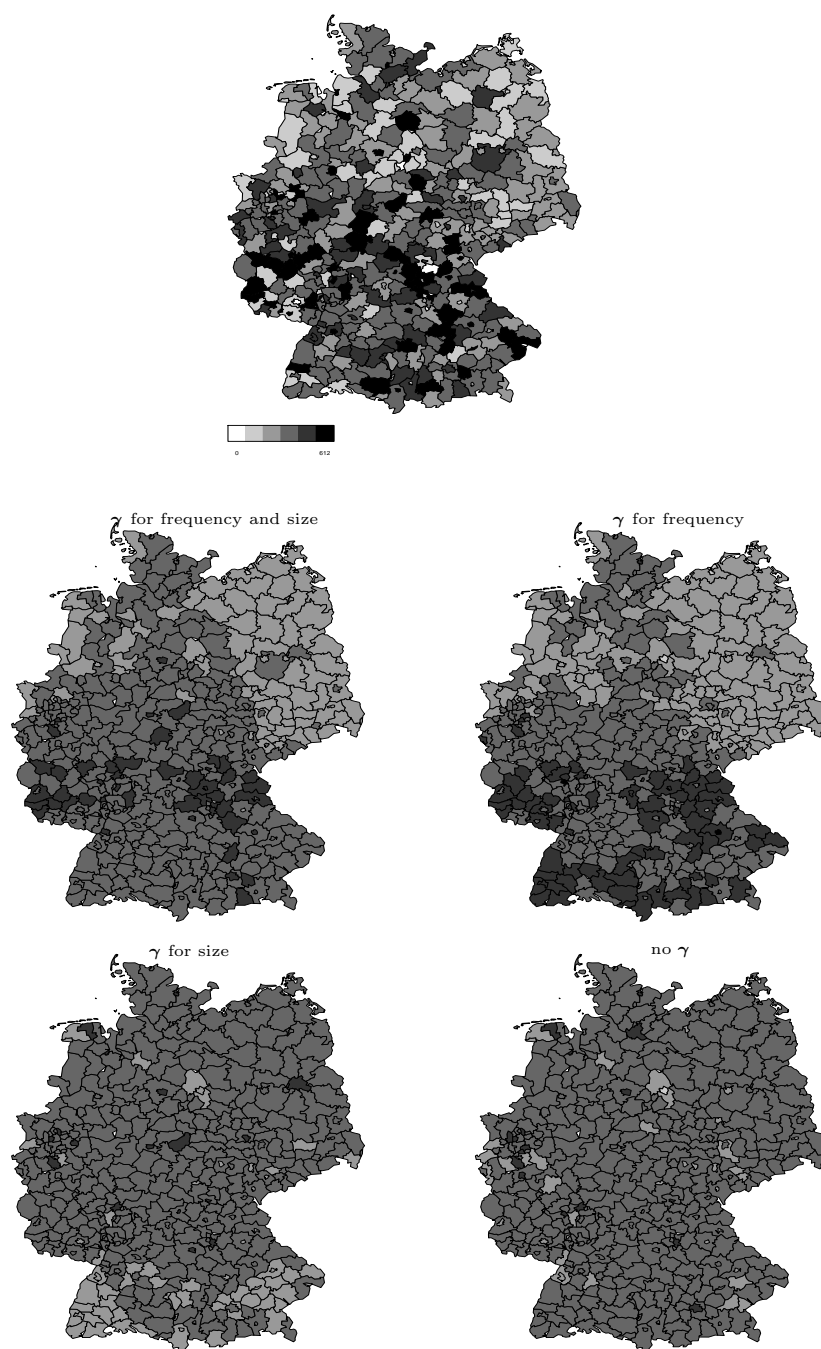 0 612
γ for frequency and size
γ for frequency
γ for size
no γ